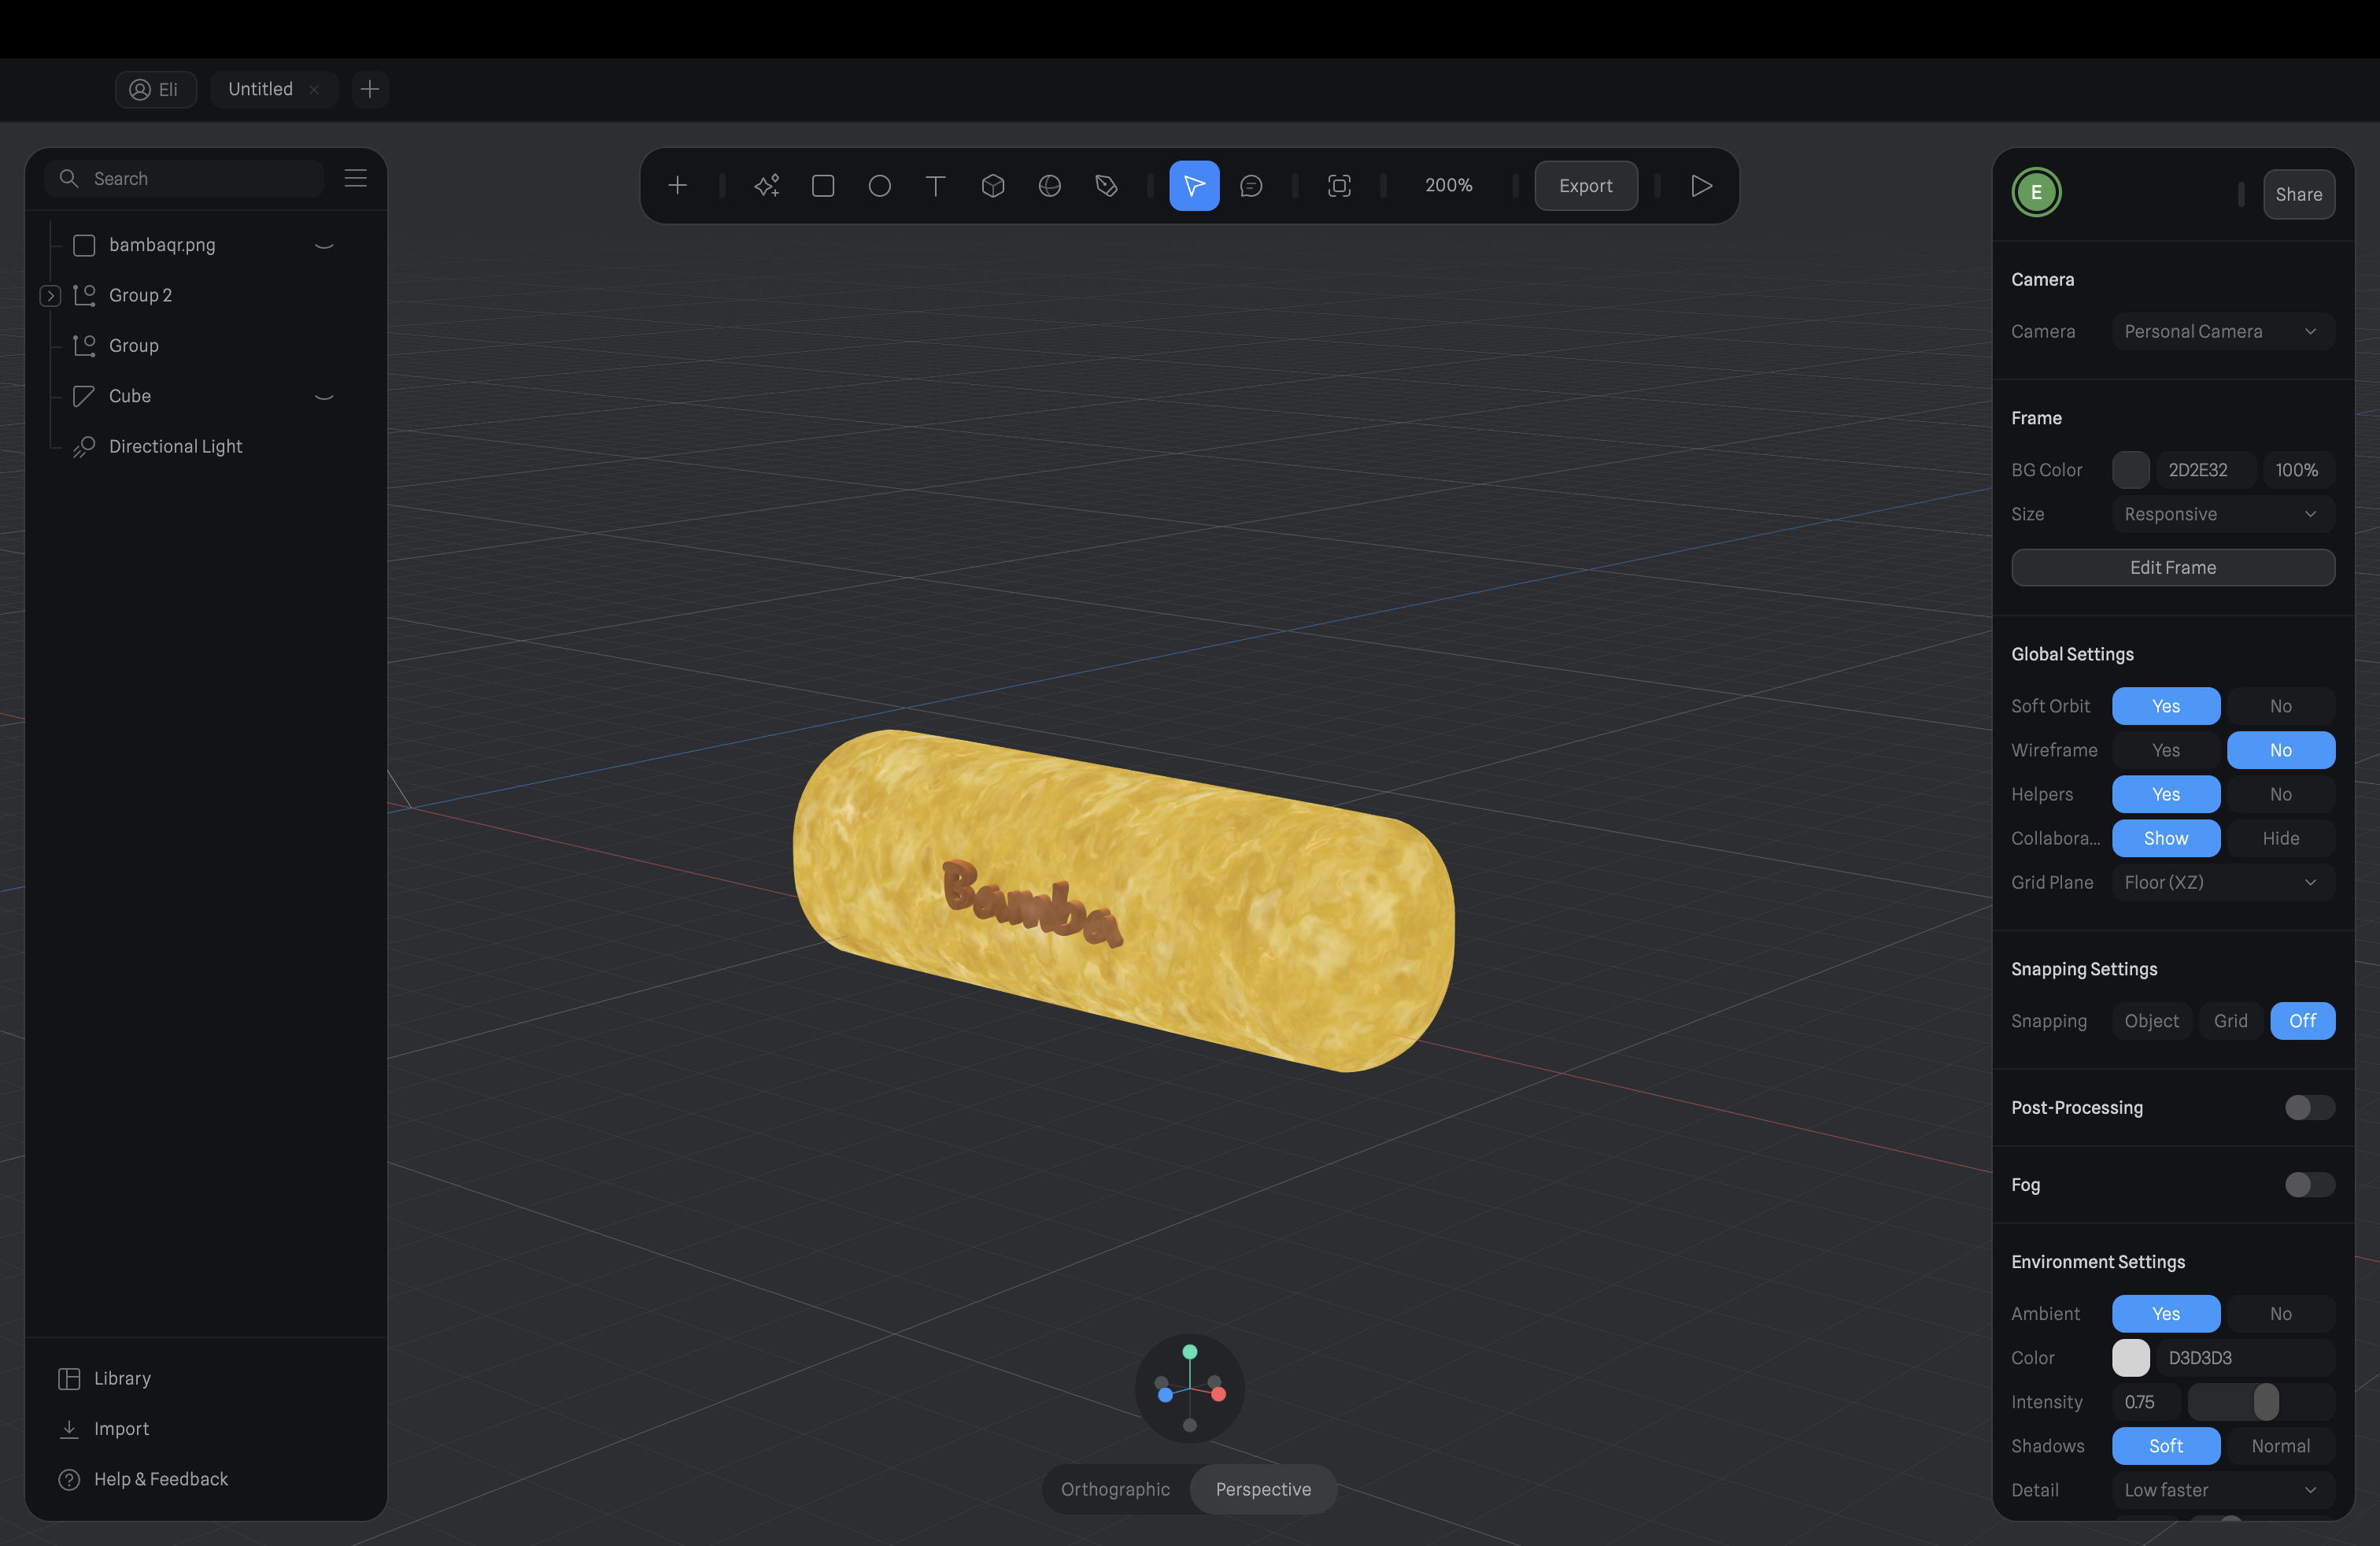 Eli
Untitled
Search
200%
Export
E
Share
bambaqr.png
Group 2
Group
Cube
Directional Light
Bamba
Camera
Camera Personal Camera
Frame
BG Color 2D2E32 100%
Size Responsive
Edit Frame
Global Settings
Soft Orbit Yes No
Wireframe Yes No
Helpers Yes No
Collabora... Show Hide
Grid Plane Floor (XZ)
Snapping Settings
Snapping Object Grid Off
Post-Processing
Fog
Environment Settings
Ambient Yes No
Color D3D3D3
Intensity 0.75
Shadows Soft Normal
Detail Low faster
Library
Import
Help & Feedback
Orthographic Perspective